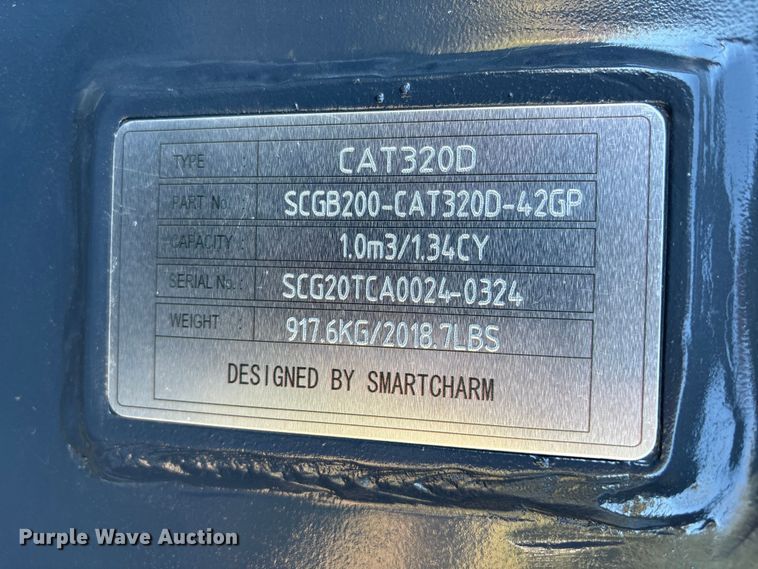 TYPE : CAT320D
PART No. : SCGB200-CAT320D-42GP
CAPACITY : 1.0m3/1.34CY
SERIAL No. : SCG20TCA0024-0324
WEIGHT : 917.6KG/2018.7LBS
DESIGNED BY SMARTCHARM
Purple Wave Auction